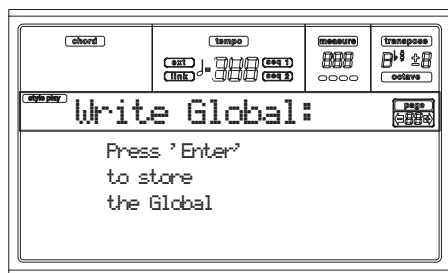 chord tempo measure transpose
ext seq 1
link seq 2
octave
style play
Write Global:
page
Press 'Enter'
to store
the Global